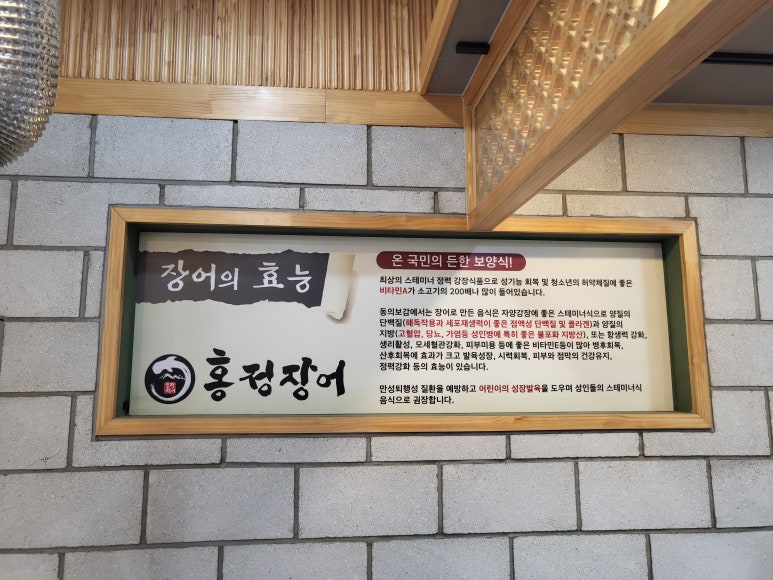 장어의 효능
홍정장어
온 국민의 든한 보양식!
최상의 스테미너 정력 강장식품으로 성기능 회복 및 청소년의 허약체질에 좋은
비타민A가 소고기의 200배나 많이 들어있습니다.
동의보감에서는 장어로 만든 음식은 자양강장에 좋은 스테미너식으로 양질의
단백질(해독작용과 세포재생력이 좋은 점액성 단백질 및 콜라겐)과 양질의
지방(고혈압, 당뇨, 가염등 성인병에 특히 좋은 불포화 지방산), 또는 항생력 강화,
생리활성, 모세혈관강화, 피부미용 등에 좋은 비타민E등이 많아 병후회복,
산후회복에 효과가 크고 발육성장, 시력회복, 피부와 점막의 건강유지,
정력강화 등의 효능이 있습니다.
만성퇴행성 질환을 예방하고 어린이의 성장발육을 도우며 성인들의 스테미너식
음식으로 권장합니다.